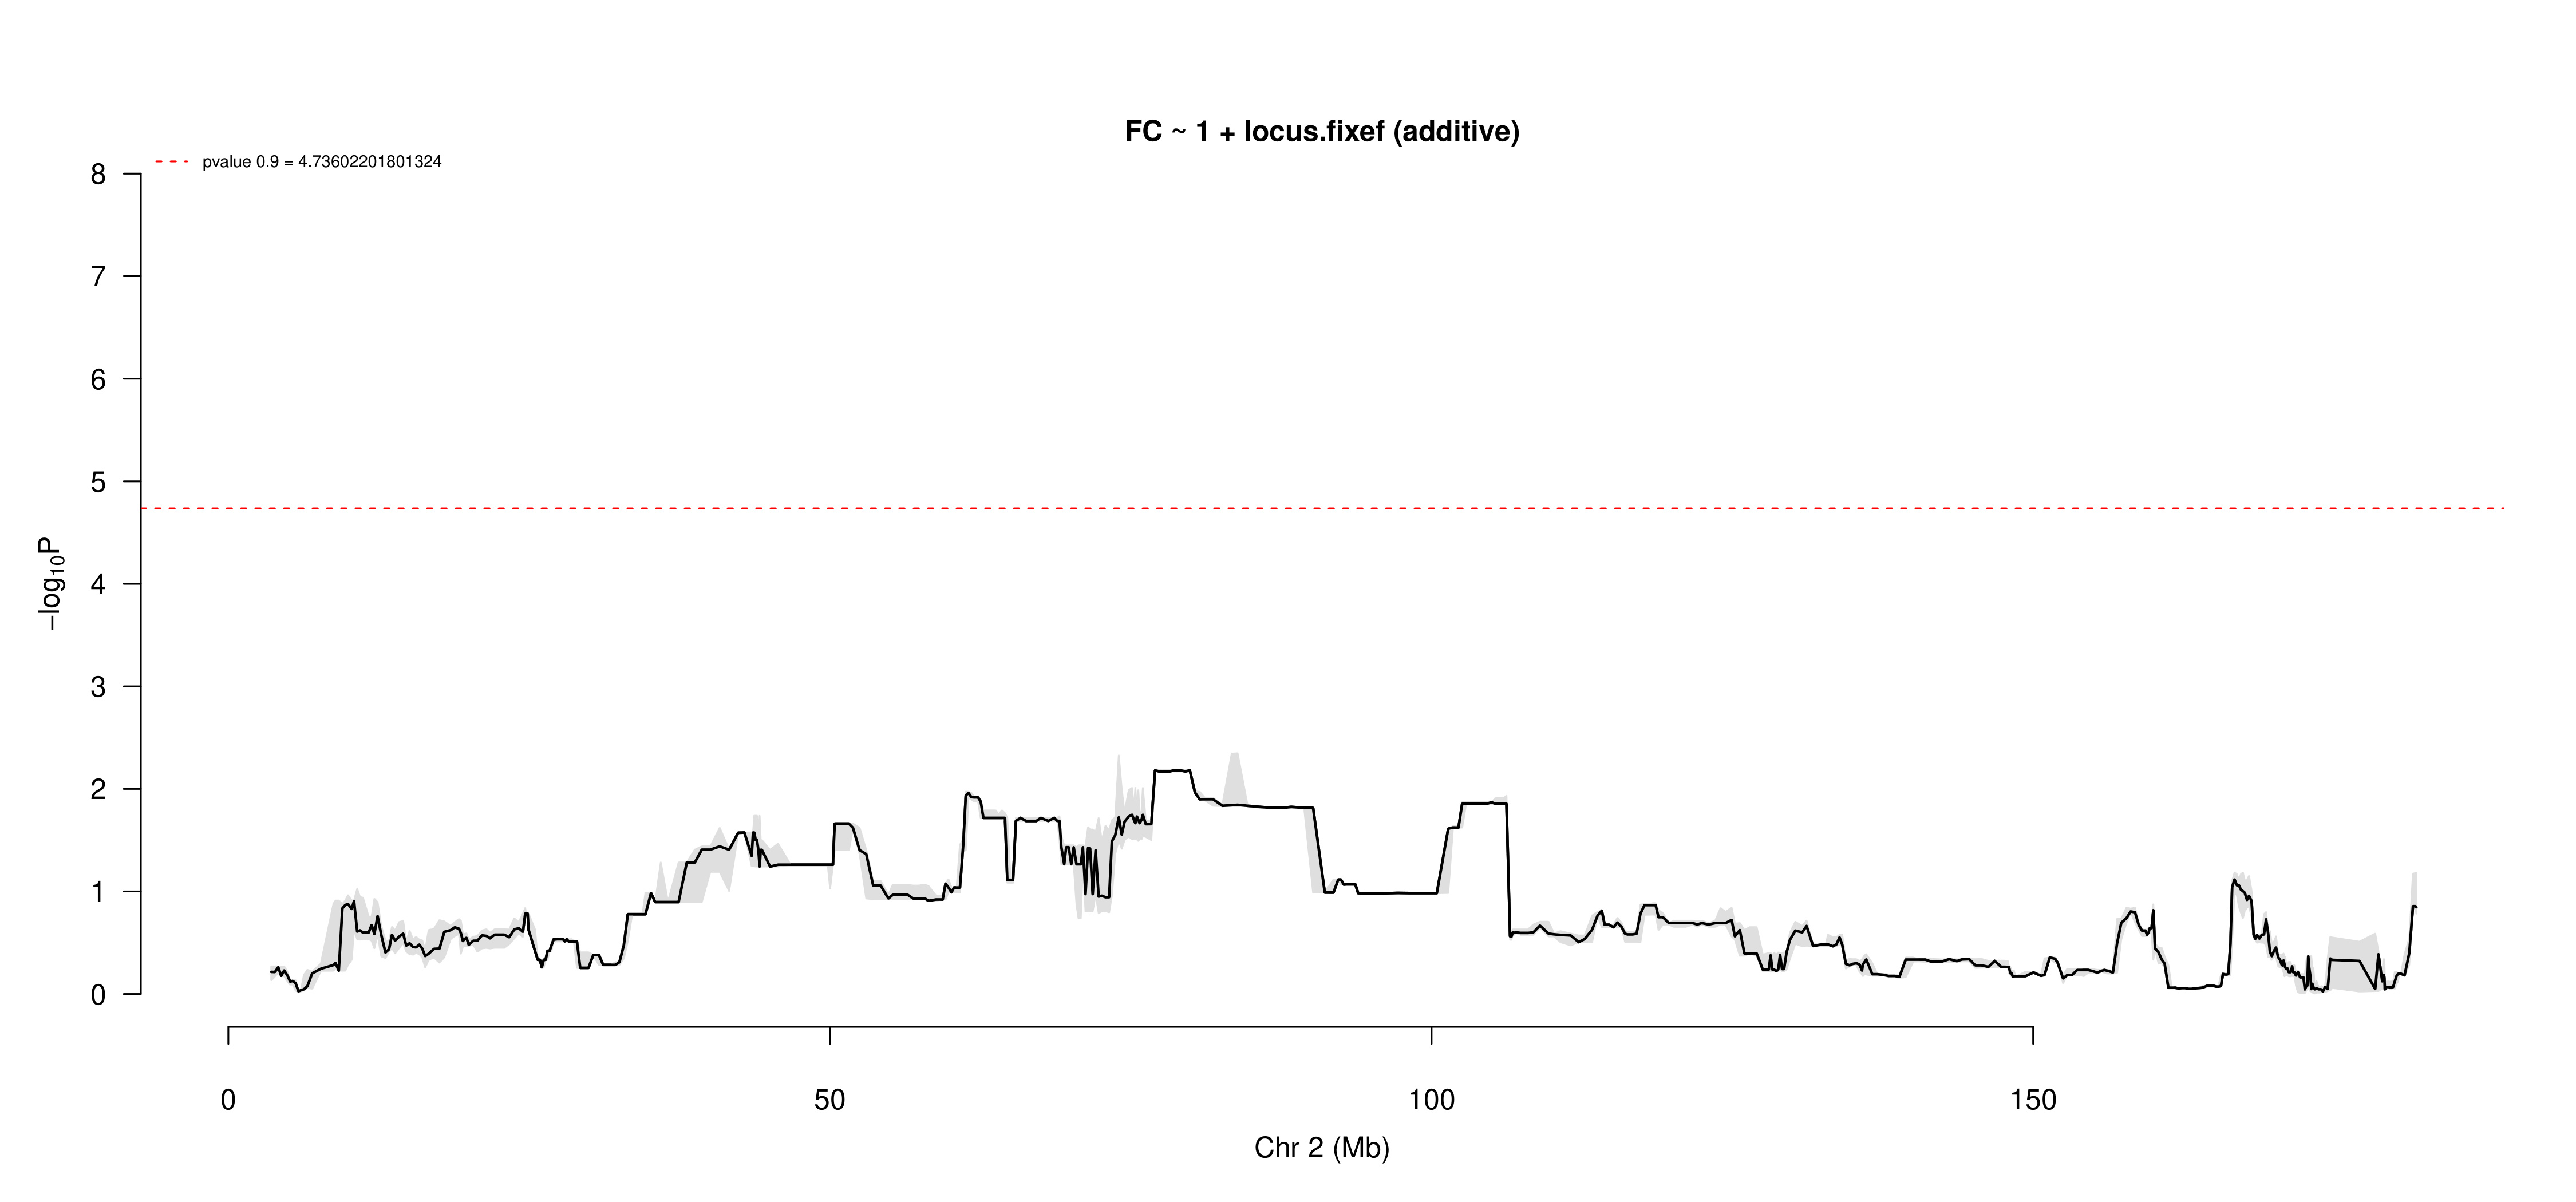 FC ~ 1 + locus.fixef (additive)
pvalue 0.9 = 4.73602201801324
8
7
6
5
4
3
2
1
0
−log10P
0 50 100 150
Chr 2 (Mb)